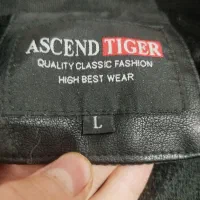 ASCEND TIGER
QUALITY CLASSIC FASHION
HIGH BEST WEAR
L